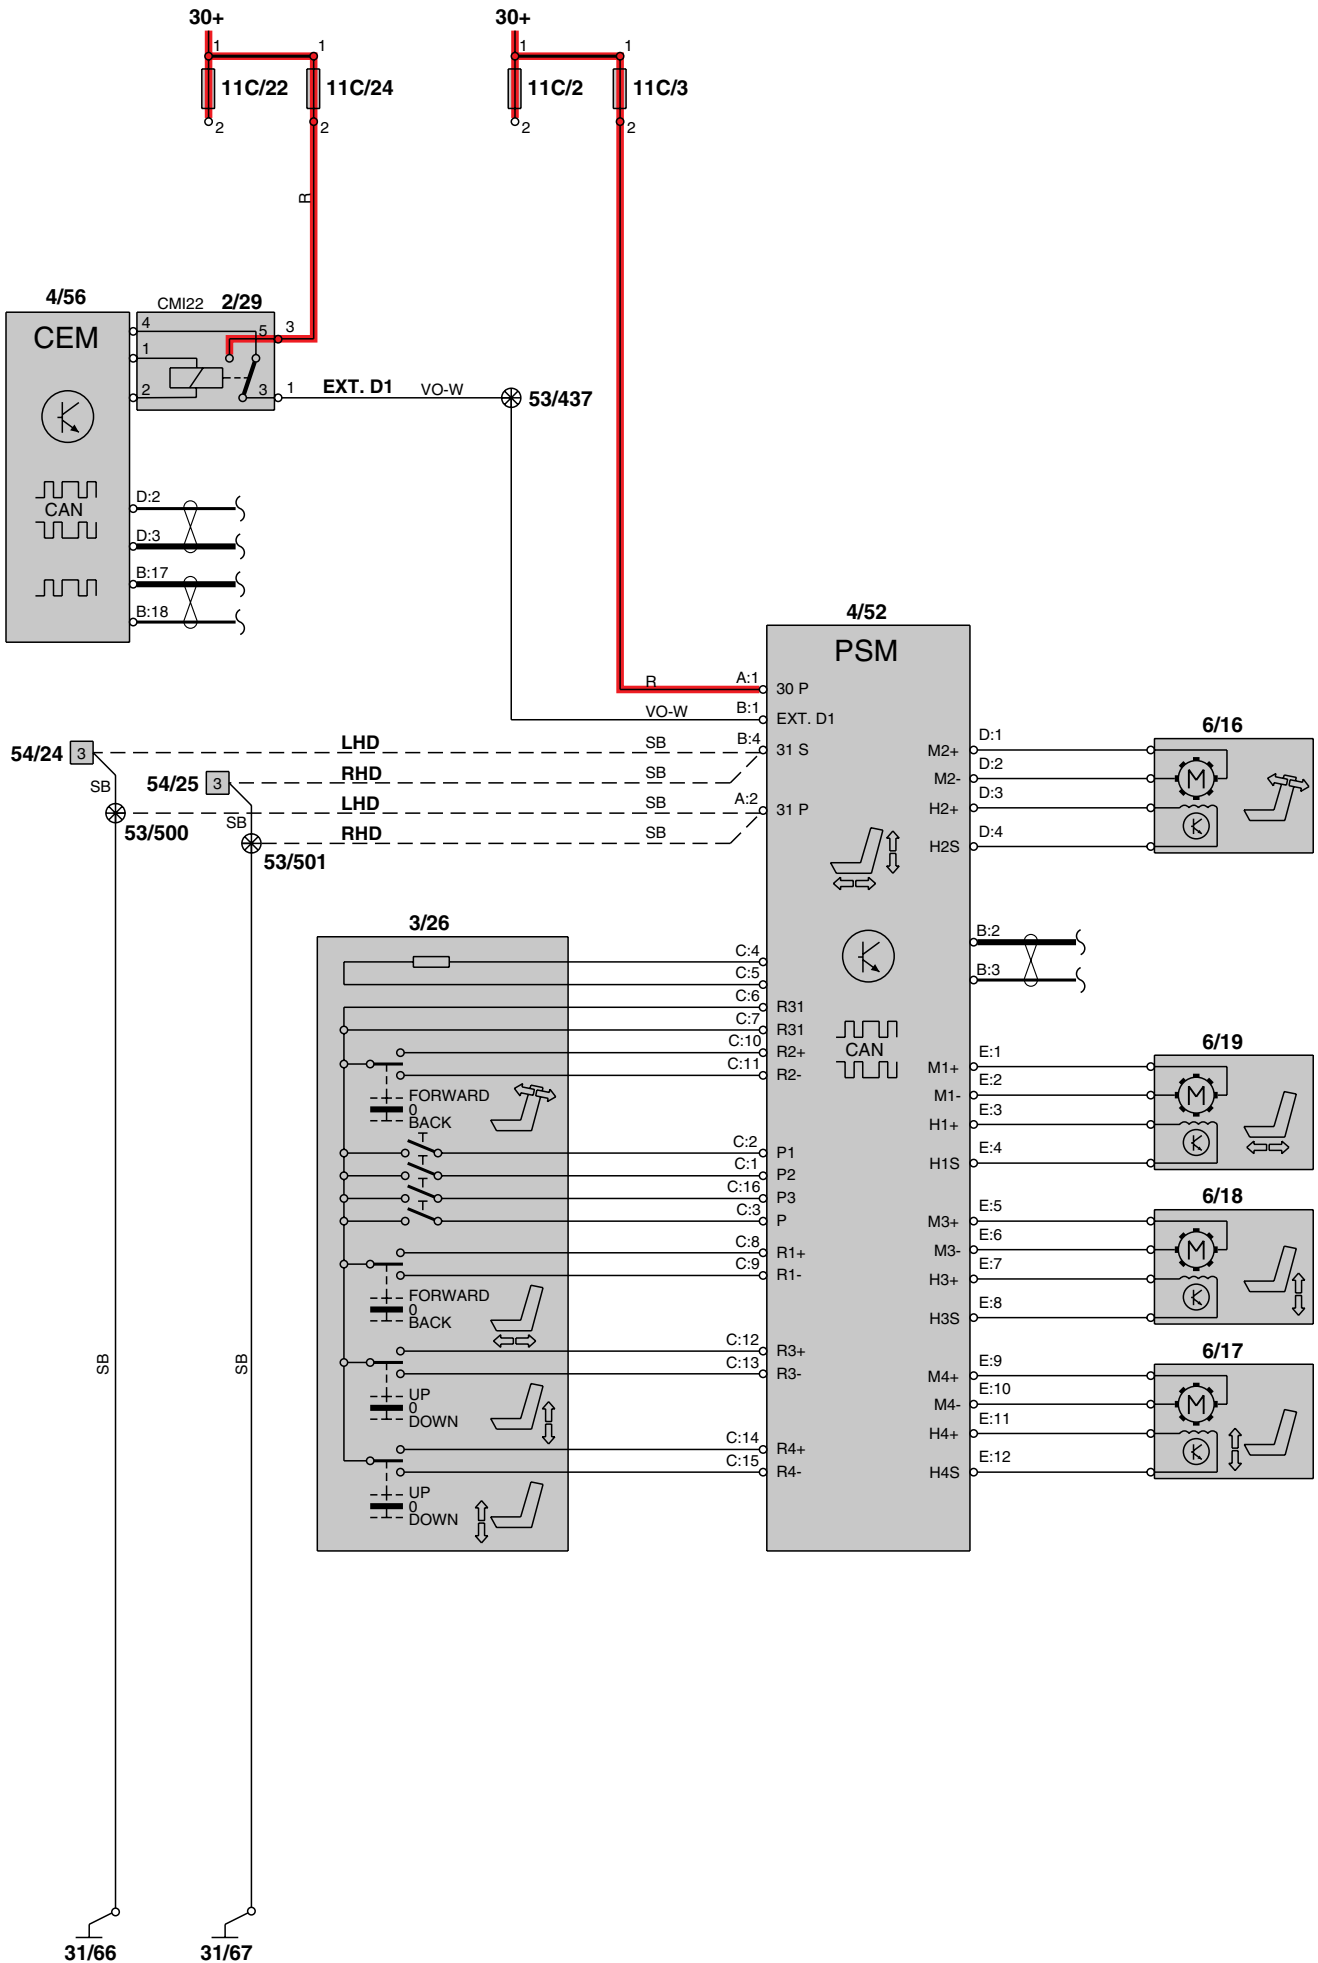 30+ 30+
1 1 1 1
11C/22 11C/24 11C/2 11C/3
2 2 2 2
R
4/56 CMI22 2/29
CEM
4 5 3
1
2 3 1 EXT. D1 VO-W 53/437
D:2
CAN
D:3
B:17
B:18
4/52
PSM
R A:1 30 P
VO-W B:1 EXT. D1
54/24 3 LHD SB B:4 31 S
SB 54/25 3 RHD SB
53/500 LHD SB A:2 31 P
SB 53/501 RHD SB
6/16
M2+ D:1
M2- D:2 M
H2+ D:3
H2S D:4
3/26
C:4
C:5
C:6 R31
C:7 R31
C:10 R2+
C:11 R2-
FORWARD
0
BACK
B:2
B:3
CAN
C:2 P1
C:1 P2
C:16 P3
C:3 P
C:8 R1+
C:9 R1-
FORWARD
0
BACK
C:12 R3+
C:13 R3-
UP
0
DOWN
C:14 R4+
C:15 R4-
UP
0
DOWN
6/19
M1+ E:1
M1- E:2 M
H1+ E:3
H1S E:4
6/18
M3+ E:5
M3- E:6 M
H3+ E:7
H3S E:8
6/17
M4+ E:9
M4- E:10 M
H4+ E:11
H4S E:12
SB SB
31/66 31/67